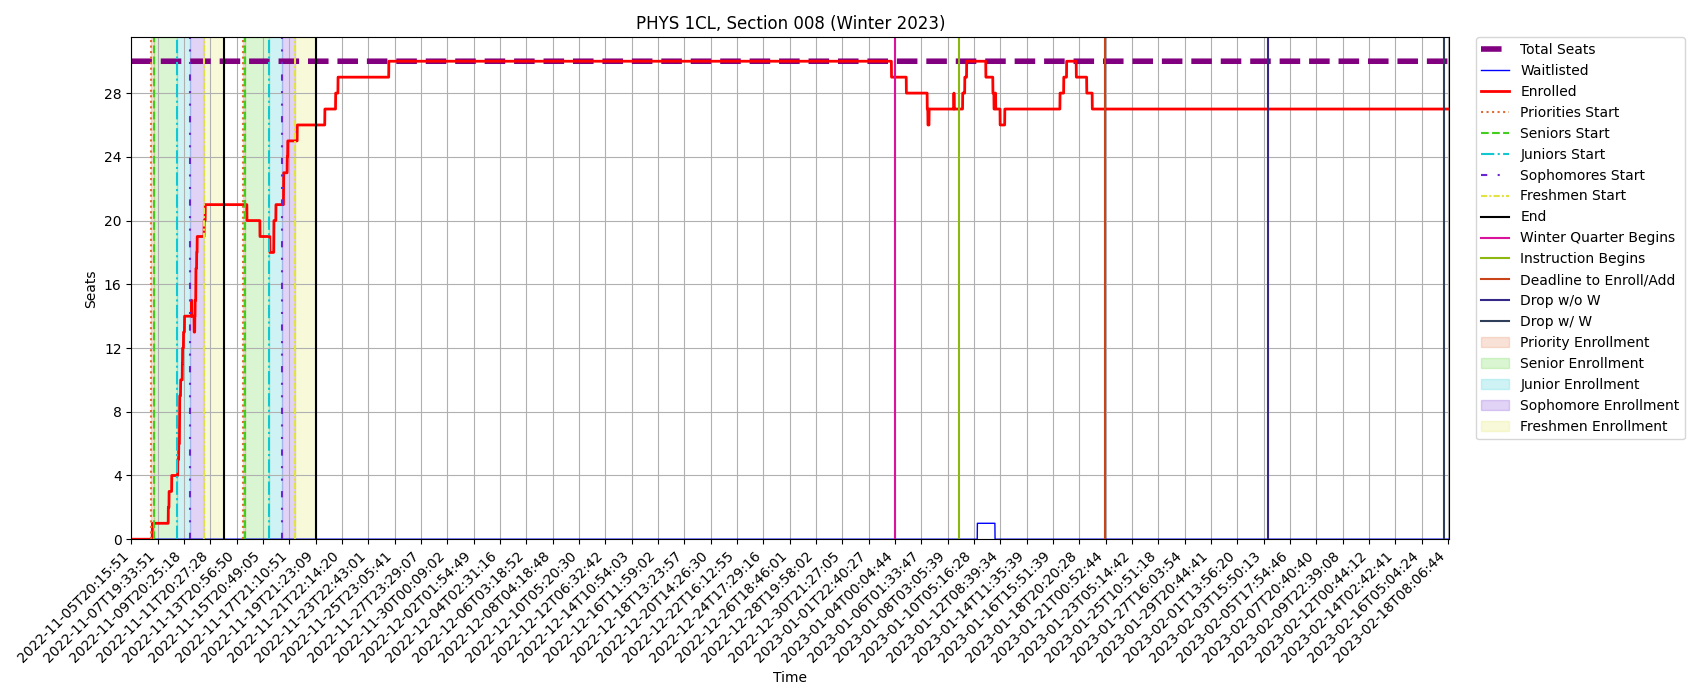 PHYS 1CL, Section 008 (Winter 2023)
Seats
28
24
20
16
12
8
4
0
2022-11-05T20:15:51
2022-11-07T19:33:51
2022-11-09T20:25:18
2022-11-11T20:27:28
2022-11-13T20:56:50
2022-11-15T20:49:05
2022-11-17T21:10:51
2022-11-19T21:23:09
2022-11-21T22:14:20
2022-11-23T22:43:01
2022-11-25T23:05:41
2022-11-27T23:29:07
2022-11-30T00:09:02
2022-12-02T01:54:49
2022-12-04T02:31:16
2022-12-06T03:18:52
2022-12-08T04:18:48
2022-12-10T05:20:30
2022-12-12T06:32:42
2022-12-14T10:54:03
2022-12-16T11:59:02
2022-12-18T13:23:57
2022-12-20T14:26:30
2022-12-22T16:12:55
2022-12-24T17:29:16
2022-12-26T18:46:01
2022-12-28T19:58:02
2022-12-30T21:27:05
2023-01-01T22:40:27
2023-01-04T00:04:44
2023-01-06T01:33:47
2023-01-08T03:05:39
2023-01-10T05:16:28
2023-01-12T08:39:34
2023-01-14T11:35:39
2023-01-16T15:51:39
2023-01-18T20:20:28
2023-01-21T00:52:44
2023-01-23T05:14:42
2023-01-25T10:51:18
2023-01-27T16:03:54
2023-01-29T20:44:41
2023-02-01T13:56:20
2023-02-03T15:50:13
2023-02-05T17:54:46
2023-02-07T20:40:40
2023-02-09T22:39:08
2023-02-12T00:44:12
2023-02-14T02:42:41
2023-02-16T05:04:24
2023-02-18T08:06:44
Time
Total Seats
Waitlisted
Enrolled
Priorities Start
Seniors Start
Juniors Start
Sophomores Start
Freshmen Start
End
Winter Quarter Begins
Instruction Begins
Deadline to Enroll/Add
Drop w/o W
Drop w/ W
Priority Enrollment
Senior Enrollment
Junior Enrollment
Sophomore Enrollment
Freshmen Enrollment